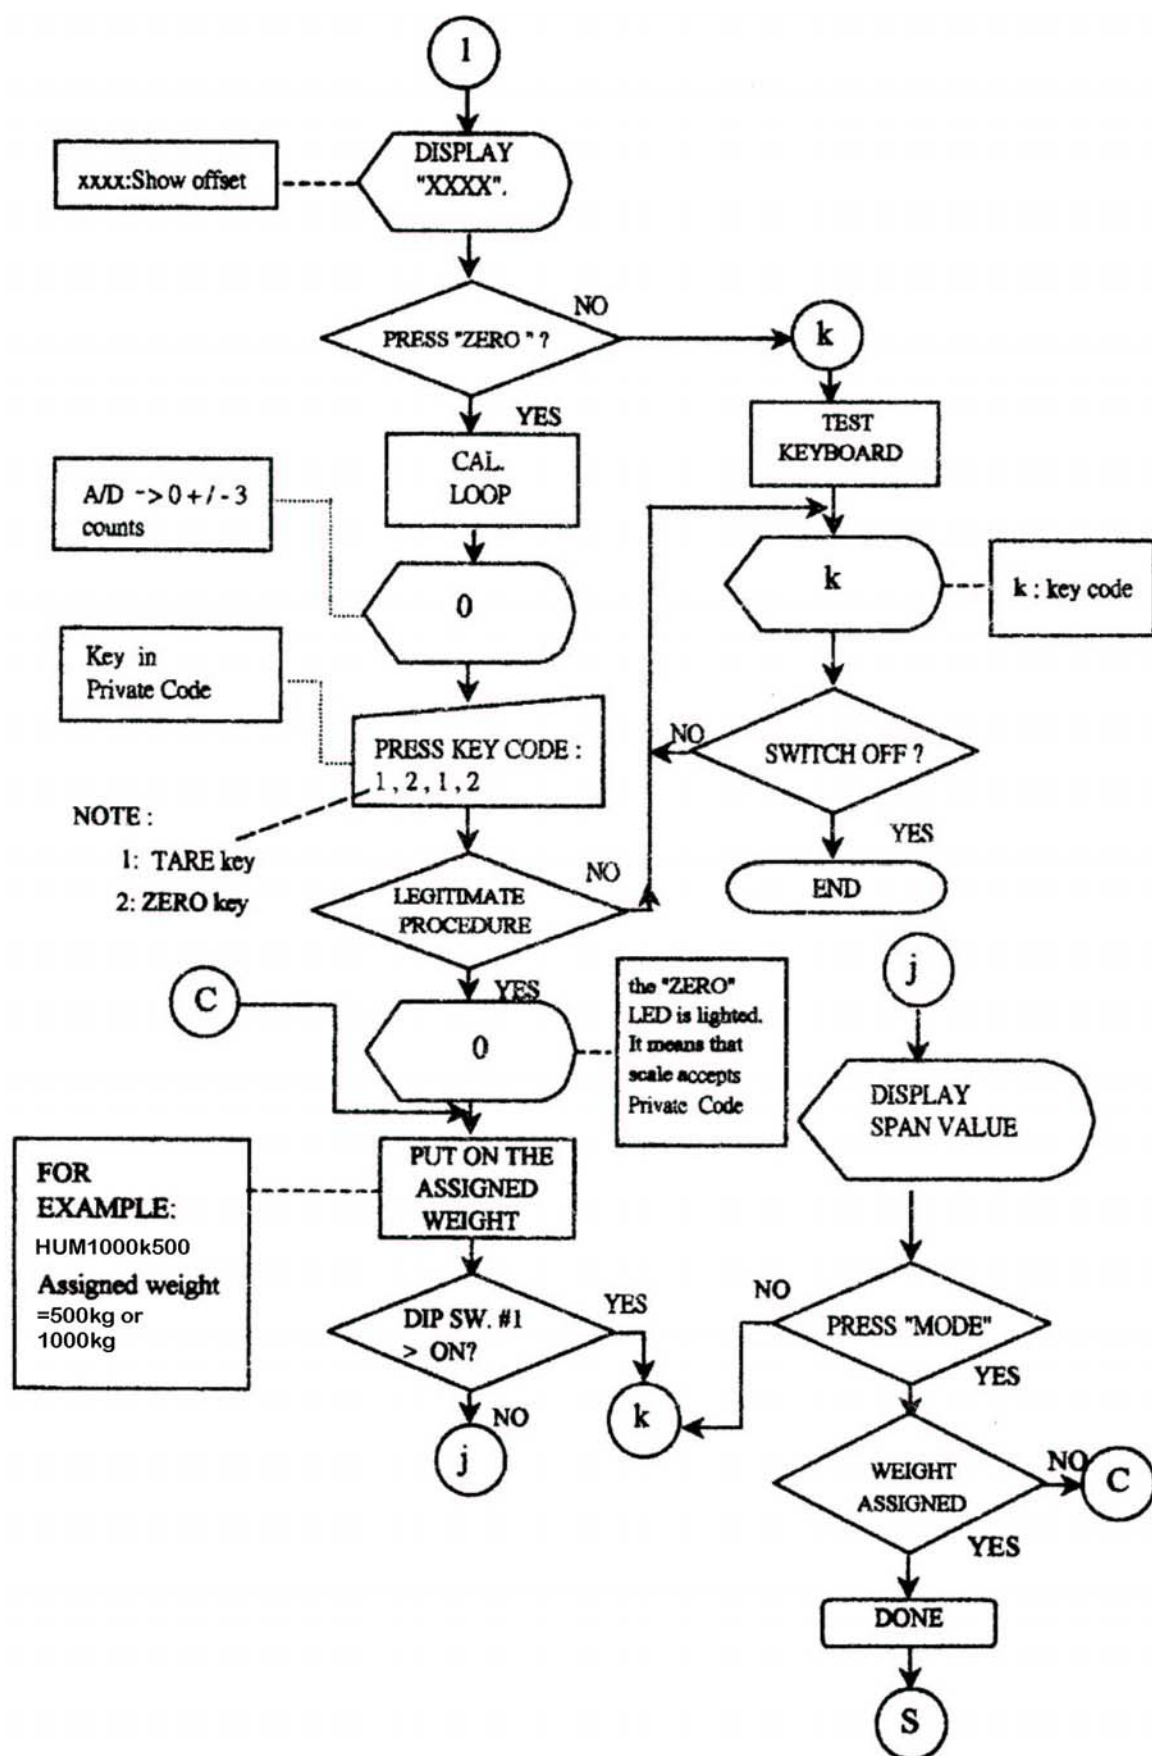 1
DISPLAY
"XXXX".
xxxx:Show offset
PRESS "ZERO" ?
NO
k
YES
TEST
KEYBOARD
CAL.
LOOP
A/D -> 0 + / - 3
counts
0
k
k : key code
Key in
Private Code
PRESS KEY CODE :
1 , 2 , 1 , 2
NO
SWITCH OFF ?
YES
NOTE :
1: TARE key
2: ZERO key
LEGITIMATE
PROCEDURE
NO
END
YES
C
0
the "ZERO"
LED is lighted.
It means that
scale accepts
Private Code
j
DISPLAY
SPAN VALUE
PUT ON THE
ASSIGNED
WEIGHT
FOR
EXAMPLE:
HUM1000k500
Assigned weight
=500kg or
1000kg
DIP SW. #1
> ON?
YES
NO
k
j
NO
PRESS "MODE"
YES
WEIGHT
ASSIGNED
NO
C
YES
DONE
S